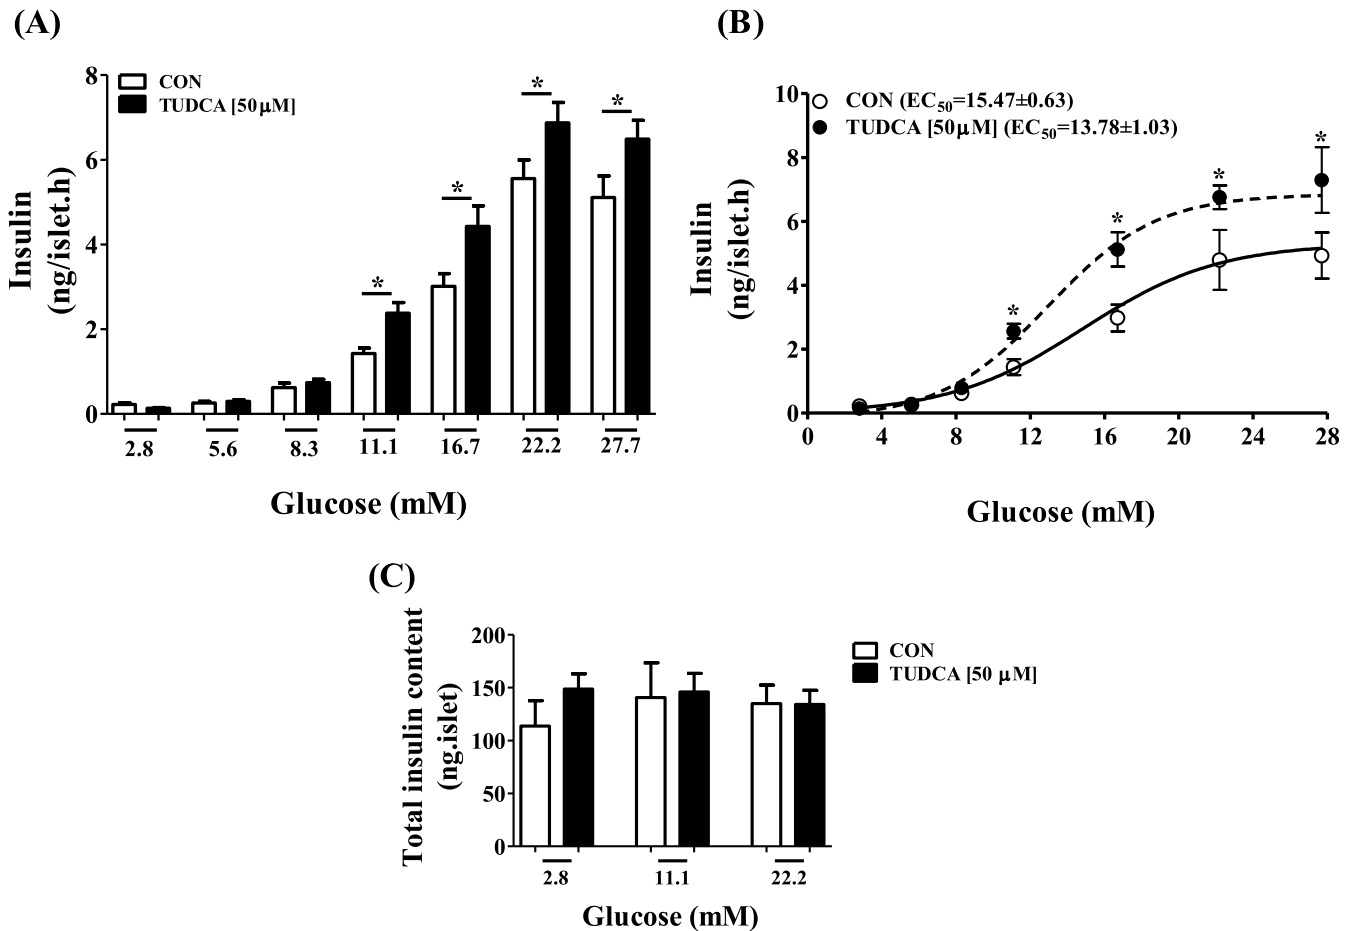 (A)
CON
TUDCA [50μM]
Insulin
(ng/islet.h)
8
6
4
2
0
* * * * *
2.8 5.6 8.3 11.1 16.7 22.2 27.7
Glucose (mM)
(B)
CON (EC50=15.47±0.63)
TUDCA [50μM] (EC50=13.78±1.03)
Insulin
(ng/islet.h)
10
8
6
4
2
0
* * * *
0 4 8 12 16 20 24 28
Glucose (mM)
(C)
CON
TUDCA [50 μM]
Total insulin content
(ng.islet)
200
150
100
50
0
2.8 11.1 22.2
Glucose (mM)